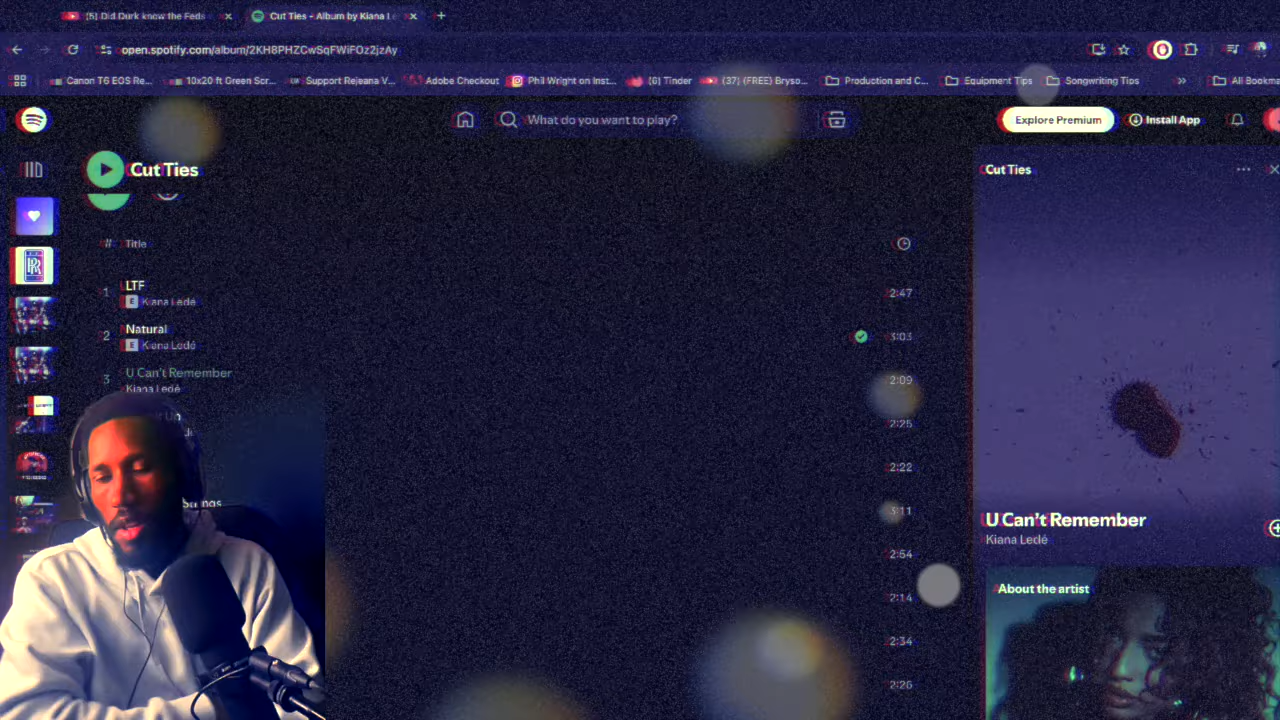 (5) Did Durk know the Feds
Cut Ties - Album by Kiana Le
open.spotify.com/album/2KH8PHZCwSqFWiFOz2jzAy
Canon T6 EOS Re...
10x20 ft Green Scr...
Support Rejeana V...
Adobe Checkout
Phil Wright on Inst...
(6) Tinder
(37) (FREE) Bryso...
Production and C...
Equipment Tips
Songwriting Tips
»
All Bookma
What do you want to play?
Explore Premium
Install App
Cut Ties
Cut Ties
# Title
1 LTF 2:47
E Kiana Ledé
2 Natural 3:03
E Kiana Ledé
3 U Can't Remember 2:09
Kiana Ledé
Up
2:25
2:22
Strings
3:11
2:54
2:14
2:34
2:26
U Can't Remember
Kiana Ledé
About the artist